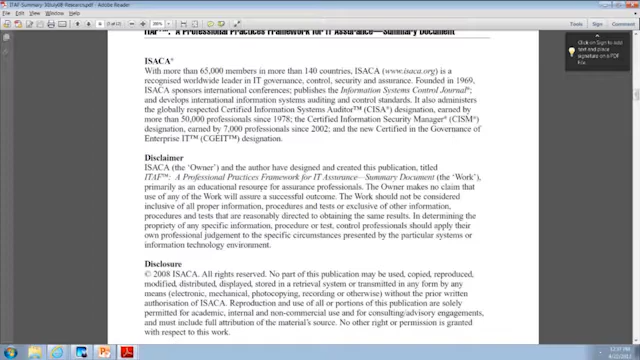 ITAF-Summary-30July08-Research.pdf - Adobe Reader
File Edit View Window Help
Tools Sign Comment
ITAF™: A Professional Practices Framework for IT Assurance—Summary Document
Click on Sign to add
text and place
signature on a PDF
File.
ISACA®
With more than 65,000 members in more than 140 countries, ISACA (www.isaca.org) is a
recognised worldwide leader in IT governance, control, security and assurance. Founded in 1969,
ISACA sponsors international conferences; publishes the Information Systems Control Journal®;
and develops international information systems auditing and control standards. It also administers
the globally respected Certified Information Systems Auditor™ (CISA®) designation, earned by
more than 50,000 professionals since 1978; the Certified Information Security Manager® (CISM®)
designation, earned by 7,000 professionals since 2002; and the new Certified in the Governance of
Enterprise IT™ (CGEIT™) designation.
Disclaimer
ISACA (the ‘Owner’) and the author have designed and created this publication, titled
ITAF™: A Professional Practices Framework for IT Assurance—Summary Document (the ‘Work’),
primarily as an educational resource for assurance professionals. The Owner makes no claim that
use of any of the Work will assure a successful outcome. The Work should not be considered
inclusive of all proper information, procedures and tests or exclusive of other information,
procedures and tests that are reasonably directed to obtaining the same results. In determining the
propriety of any specific information, procedure or test, control professionals should apply their
own professional judgement to the specific circumstances presented by the particular systems or
information technology environment.
Disclosure
© 2008 ISACA. All rights reserved. No part of this publication may be used, copied, reproduced,
modified, distributed, displayed, stored in a retrieval system or transmitted in any form by any
means (electronic, mechanical, photocopying, recording or otherwise) without the prior written
authorisation of ISACA. Reproduction and use of all or portions of this publication are solely
permitted for academic, internal and non-commercial use and for consulting/advisory engagements,
and must include full attribution of the material’s source. No other right or permission is granted
with respect to this work.
12:37 PM